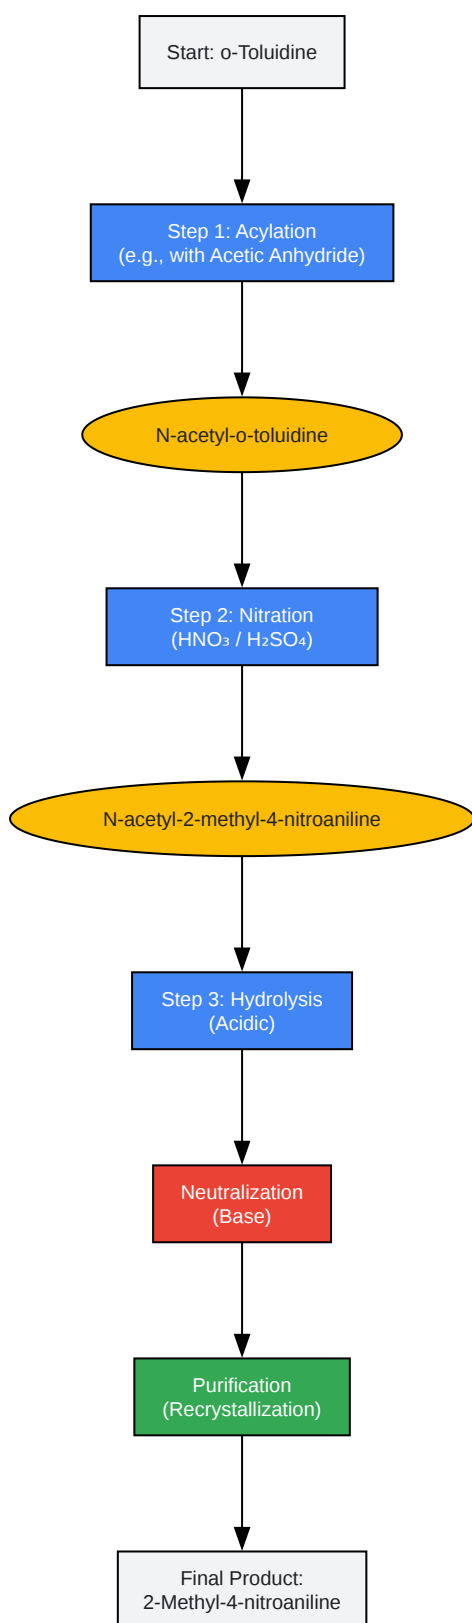 Start: o-Toluidine
Step 1: Acylation
(e.g., with Acetic Anhydride)
N-acetyl-o-toluidine
Step 2: Nitration
(HNO₃ / H₂SO₄)
N-acetyl-2-methyl-4-nitroaniline
Step 3: Hydrolysis
(Acidic)
Neutralization
(Base)
Purification
(Recrystallization)
Final Product:
2-Methyl-4-nitroaniline